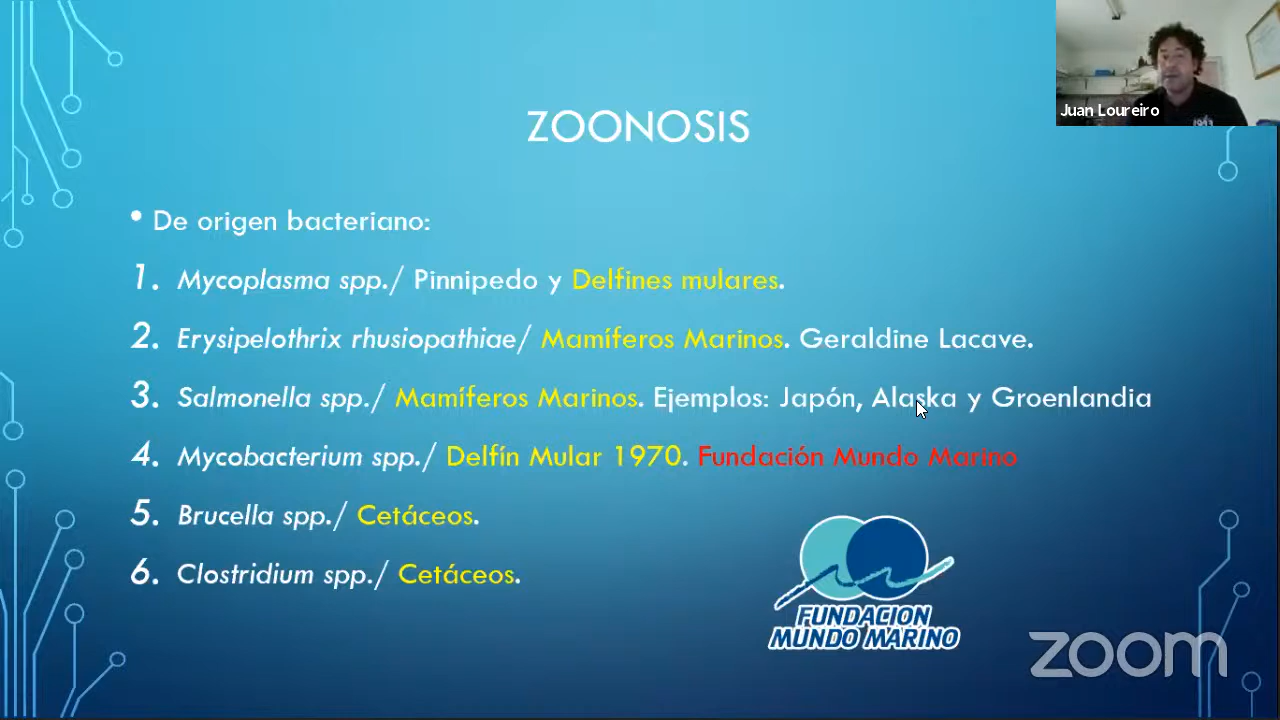 Juan Loureiro
ZOONOSIS
• De origen bacteriano:
1. Mycoplasma spp./ Pinnipedo y Delfines mulares.
2. Erysipelothrix rhusiopathiae/ Mamíferos Marinos. Geraldine Lacave.
3. Salmonella spp./ Mamíferos Marinos. Ejemplos: Japón, Alaska y Groenlandia
4. Mycobacterium spp./ Delfín Mular 1970. Fundación Mundo Marino
5. Brucella spp./ Cetáceos.
6. Clostridium spp./ Cetáceos.
FUNDACION
MUNDO MARINO
zoom